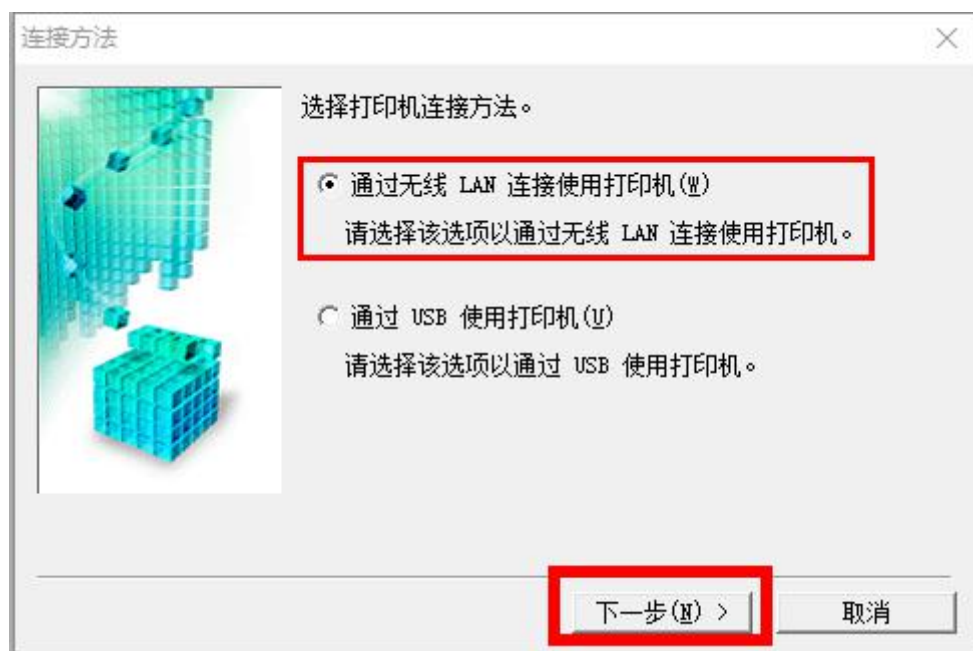 连接方法
选择打印机连接方法。
通过无线 LAN 连接使用打印机(W)
请选择该选项以通过无线 LAN 连接使用打印机。
通过 USB 使用打印机(U)
请选择该选项以通过 USB 使用打印机。
下一步(N) >
取消